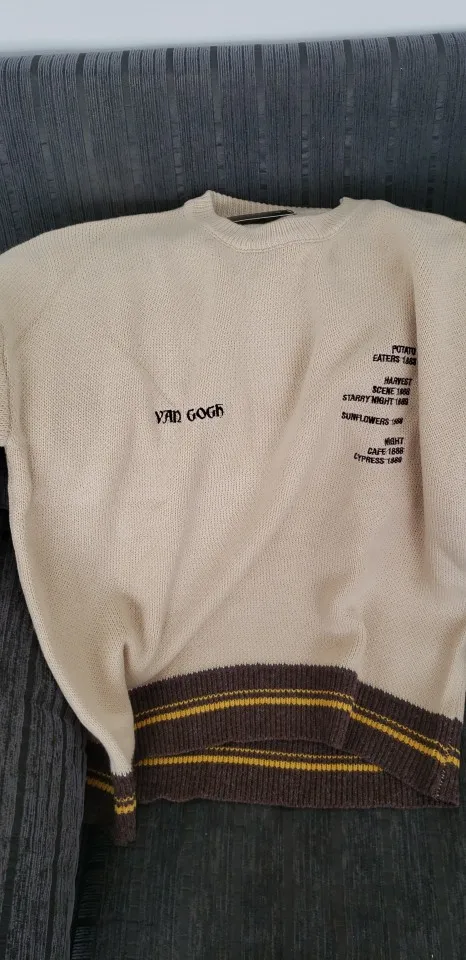 VAN GOGH
POTATO
EATERS 1885
HARVEST
SCENE 1888
STARRY NIGHT 1889
SUNFLOWERS 1888
NIGHT
CAFE 1888
CYPRESS 1889